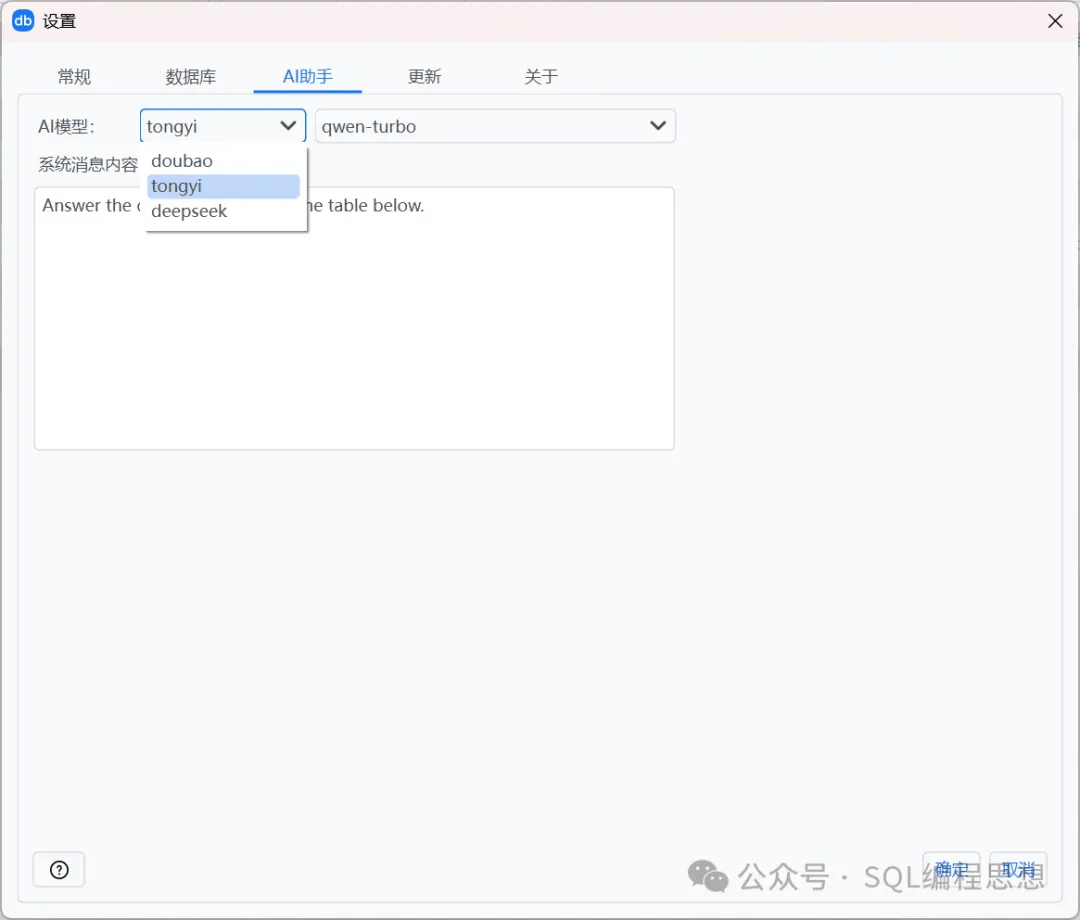 db 设置
常规 数据库 AI助手 更新 关于
AI模型: tongyi qwen-turbo
系统消息内容
doubao
tongyi
deepseek
Answer the he table below.
确定 取消
公众号 · SQL编程思想